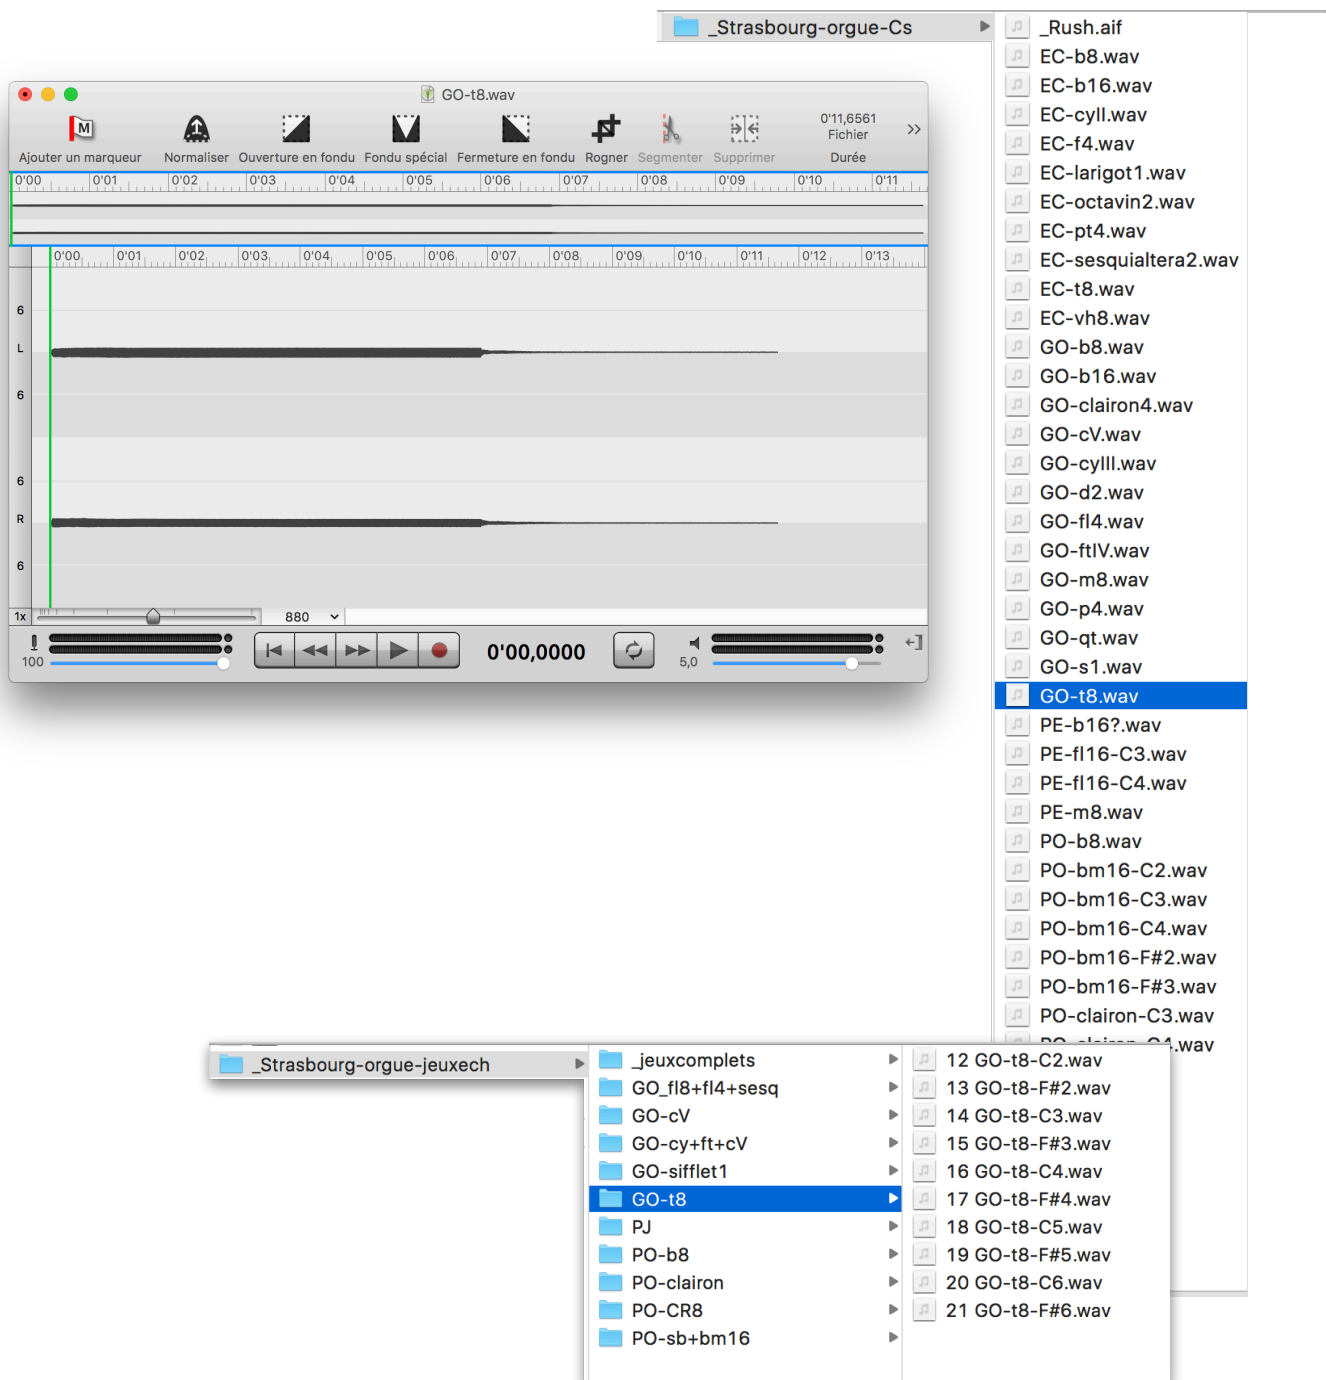 _Strasbourg-orgue-Cs
_Rush.aif
EC-b8.wav
EC-b16.wav
EC-cyII.wav
EC-f4.wav
EC-larigot1.wav
EC-octavin2.wav
EC-pt4.wav
EC-sesquialtera2.wav
EC-t8.wav
EC-vh8.wav
GO-b8.wav
GO-b16.wav
GO-clairon4.wav
GO-cV.wav
GO-cyIII.wav
GO-d2.wav
GO-fl4.wav
GO-ftIV.wav
GO-m8.wav
GO-p4.wav
GO-qt.wav
GO-s1.wav
GO-t8.wav
PE-b16?.wav
PE-fl16-C3.wav
PE-fl16-C4.wav
PE-m8.wav
PO-b8.wav
PO-bm16-C2.wav
PO-bm16-C3.wav
PO-bm16-C4.wav
PO-bm16-F#2.wav
PO-bm16-F#3.wav
PO-clairon-C3.wav
PO-clairon-C4.wav
GO-t8.wav
M
0'11,6561
Fichier
Ajouter un marqueur Normaliser Ouverture en fondu Fondu spécial Fermeture en fondu Rogner Segmenter Supprimer Durée
0'00 0'01 0'02 0'03 0'04 0'05 0'06 0'07 0'08 0'09 0'10 0'11
0'00 0'01 0'02 0'03 0'04 0'05 0'06 0'07 0'08 0'09 0'10 0'11 0'12 0'13
6
L
6
6
R
6
1x 880
100 0'00,0000 5,0
_Strasbourg-orgue-jeuxech
_jeuxcomplets
GO_fl8+fl4+sesq
GO-cV
GO-cy+ft+cV
GO-sifflet1
GO-t8
PJ
PO-b8
PO-clairon
PO-CR8
PO-sb+bm16
12 GO-t8-C2.wav
13 GO-t8-F#2.wav
14 GO-t8-C3.wav
15 GO-t8-F#3.wav
16 GO-t8-C4.wav
17 GO-t8-F#4.wav
18 GO-t8-C5.wav
19 GO-t8-F#5.wav
20 GO-t8-C6.wav
21 GO-t8-F#6.wav